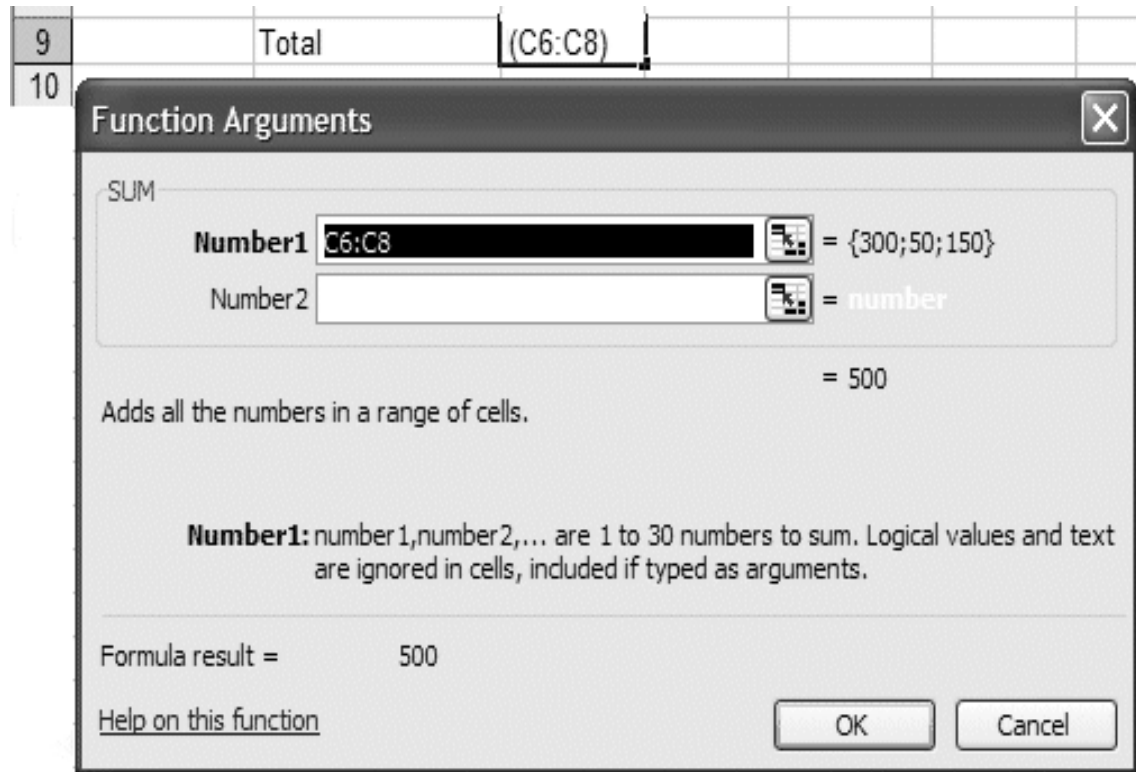 9 Total (C6:C8)
10
Function Arguments
SUM
Number1 C6:C8 = {300;50;150}
Number2 = number
= 500
Adds all the numbers in a range of cells.
Number1: number1,number2,... are 1 to 30 numbers to sum. Logical values and text
are ignored in cells, included if typed as arguments.
Formula result = 500
Help on this function OK Cancel